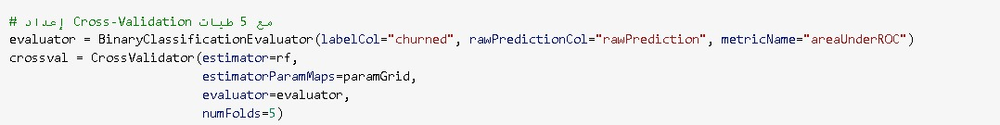 # إعداد Cross-Validation مع 5 طيات
evaluator = BinaryClassificationEvaluator(labelCol="churned", rawPredictionCol="rawPrediction", metricName="areaUnderROC")
crossval = CrossValidator(estimator=rf,
                          estimatorParamMaps=paramGrid,
                          evaluator=evaluator,
                          numFolds=5)